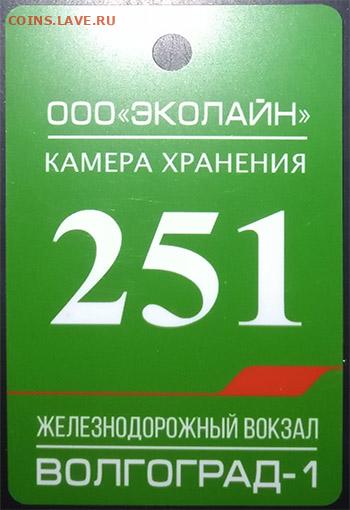 COINS.LAVE.RU
ООО«ЭКОЛАЙН»
КАМЕРА ХРАНЕНИЯ
251
ЖЕЛЕЗНОДОРОЖНЫЙ ВОКЗАЛ
ВОЛГОГРАД-1